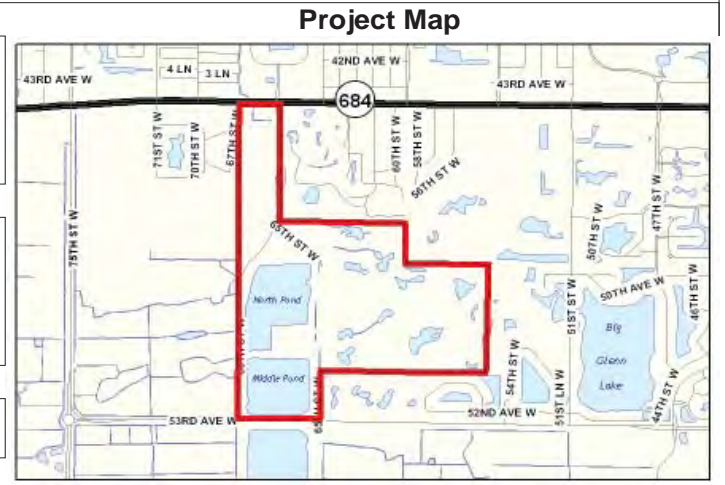 Project Map
42ND AVE W
4 LN
3 LN
43RD AVE W
43RD AVE W
684
71ST ST W
70TH ST W
67TH ST W
60TH ST W
58TH ST W
56TH ST W
47TH ST W
75TH ST W
65TH ST W
507H ST W
50TH AVE W
46TH ST W
North Pond
51ST ST W
Big
Glenn
Lake
54TH ST W
Middle Pond
51ST LN W
44TH ST W
52ND AVE W
53RD AVE W